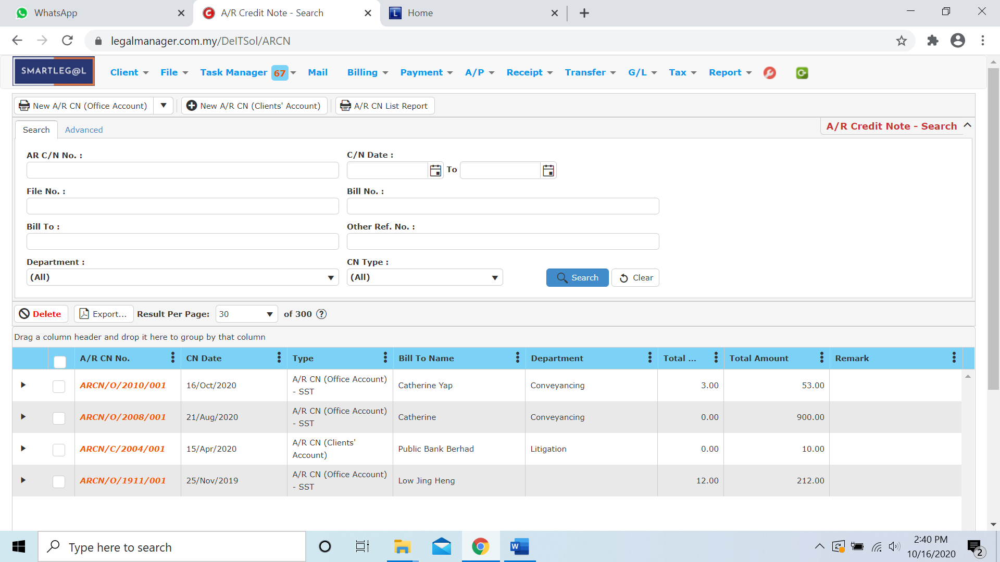 WhatsApp
A/R Credit Note - Search
Home
legalmanager.com.my/DeITSol/ARCN
SMARTLEG@L
Client
File
Task Manager 67
Mail
Billing
Payment
A/P
Receipt
Transfer
G/L
Tax
Report
New A/R CN (Office Account)
New A/R CN (Clients' Account)
A/R CN List Report
Search
Advanced
A/R Credit Note - Search
AR C/N No. :
C/N Date :
To
File No. :
Bill No. :
Bill To :
Other Ref. No. :
Department :
CN Type :
(All)
(All)
Search
Clear
Delete
Export...
Result Per Page:
30
of 300
Drag a column header and drop it here to group by that column
A/R CN No. CN Date Type Bill To Name Department Total ... Total Amount Remark
ARCN/O/2010/001 16/Oct/2020 A/R CN (Office Account) Catherine Yap Conveyancing 3.00 53.00
- SST
ARCN/O/2008/001 21/Aug/2020 A/R CN (Office Account) Catherine Conveyancing 0.00 900.00
- SST
ARCN/C/2004/001 15/Apr/2020 A/R CN (Clients' Public Bank Berhad Litigation 0.00 10.00
Account)
ARCN/O/1911/001 25/Nov/2019 A/R CN (Office Account) Low Jing Heng 12.00 212.00
- SST
Type here to search
2:40 PM
10/16/2020
2